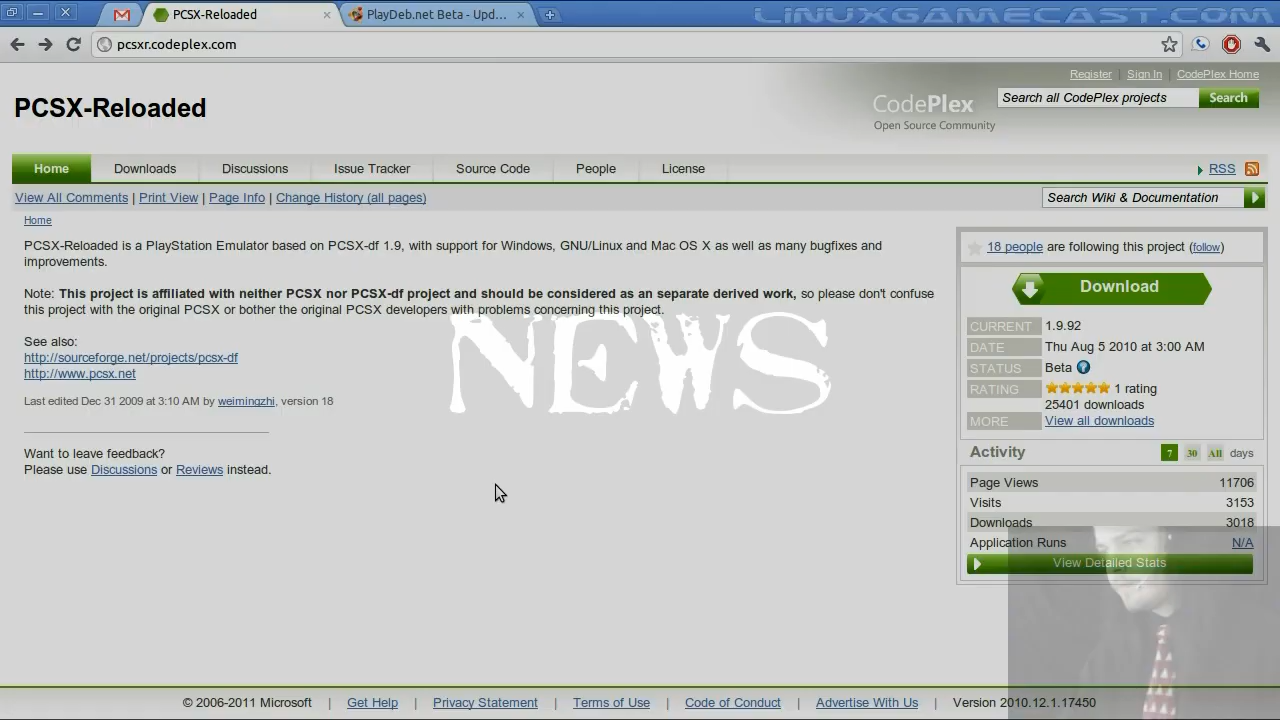 PCSX-Reloaded
PlayDeb.net Beta - Upd...
LINUXGAMECAST.COM
pcsxr.codeplex.com
Register | Sign In | CodePlex Home
PCSX-Reloaded
CodePlex
Open Source Community
Search all CodePlex projects
Search
Home
Downloads
Discussions
Issue Tracker
Source Code
People
License
RSS
View All Comments | Print View | Page Info | Change History (all pages)
Search Wiki & Documentation
Home
PCSX-Reloaded is a PlayStation Emulator based on PCSX-df 1.9, with support for Windows, GNU/Linux and Mac OS X as well as many bugfixes and
improvements.
Note: This project is affiliated with neither PCSX nor PCSX-df project and should be considered as an separate derived work, so please don't confuse
this project with the original PCSX or bother the original PCSX developers with problems concerning this project.
See also:
http://sourceforge.net/projects/pcsx-df
http://www.pcsx.net
Last edited Dec 31 2009 at 3:10 AM by weimingzhi, version 18
NEWS
Want to leave feedback?
Please use Discussions or Reviews instead.
18 people are following this project (follow)
Download
CURRENT 1.9.92
DATE Thu Aug 5 2010 at 3:00 AM
STATUS Beta ?
RATING 1 rating
25401 downloads
MORE View all downloads
Activity 7 30 All days
Page Views 11706
Visits 3153
Downloads 3018
Application Runs N/A
View Detailed Stats
© 2006-2011 Microsoft | Get Help | Privacy Statement | Terms of Use | Code of Conduct | Advertise With Us | Version 2010.12.1.17450